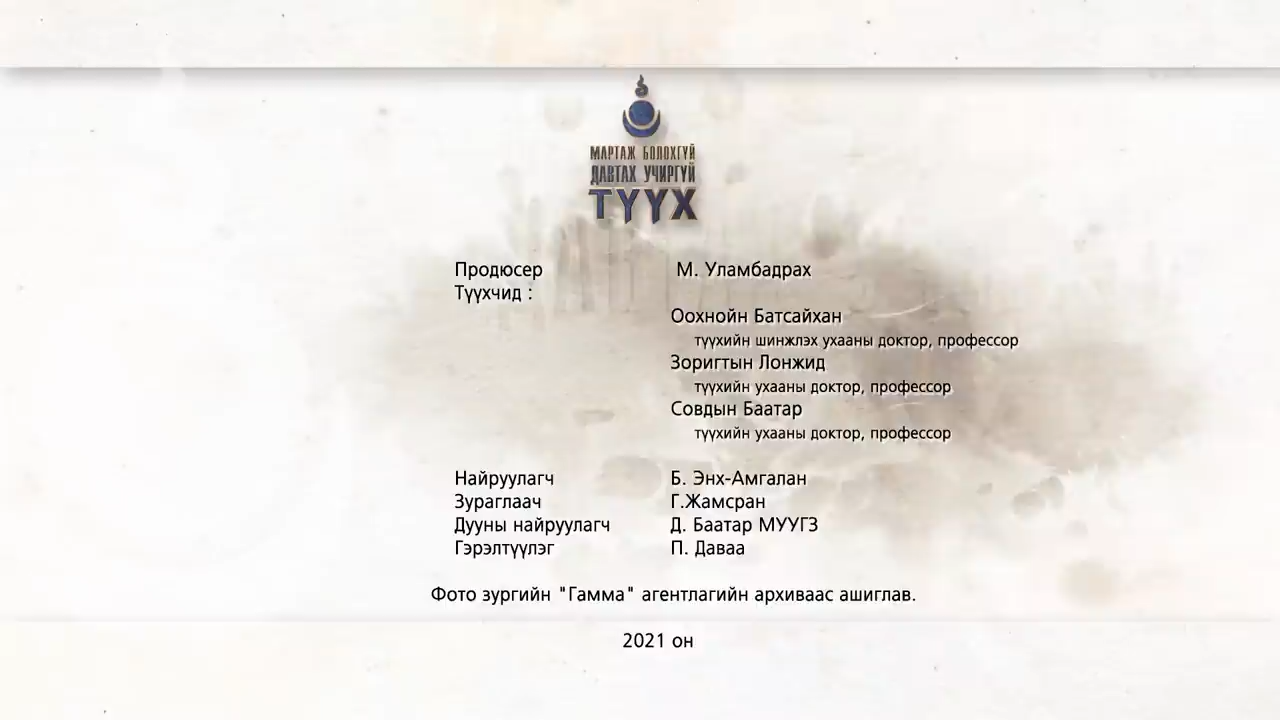 МАРТАЖ БОЛОХГҮЙ
ДАВТАХ УЧИРГҮЙ
ТҮҮХ
Продюсер М. Уламбадрах
Түүхчид :
Оохнойн Батсайхан
түүхийн шинжлэх ухааны доктор, профессор
Зоригтын Лонжид
түүхийн ухааны доктор, профессор
Совдын Баатар
түүхийн ухааны доктор, профессор
Найруулагч Б. Энх-Амгалан
Зураглаач Г.Жамсран
Дууны найруулагч Д. Баатар МУУГЗ
Гэрэлтүүлэг П. Даваа
Фото зургийн "Гамма" агентлагийн архиваас ашиглав.
2021 он